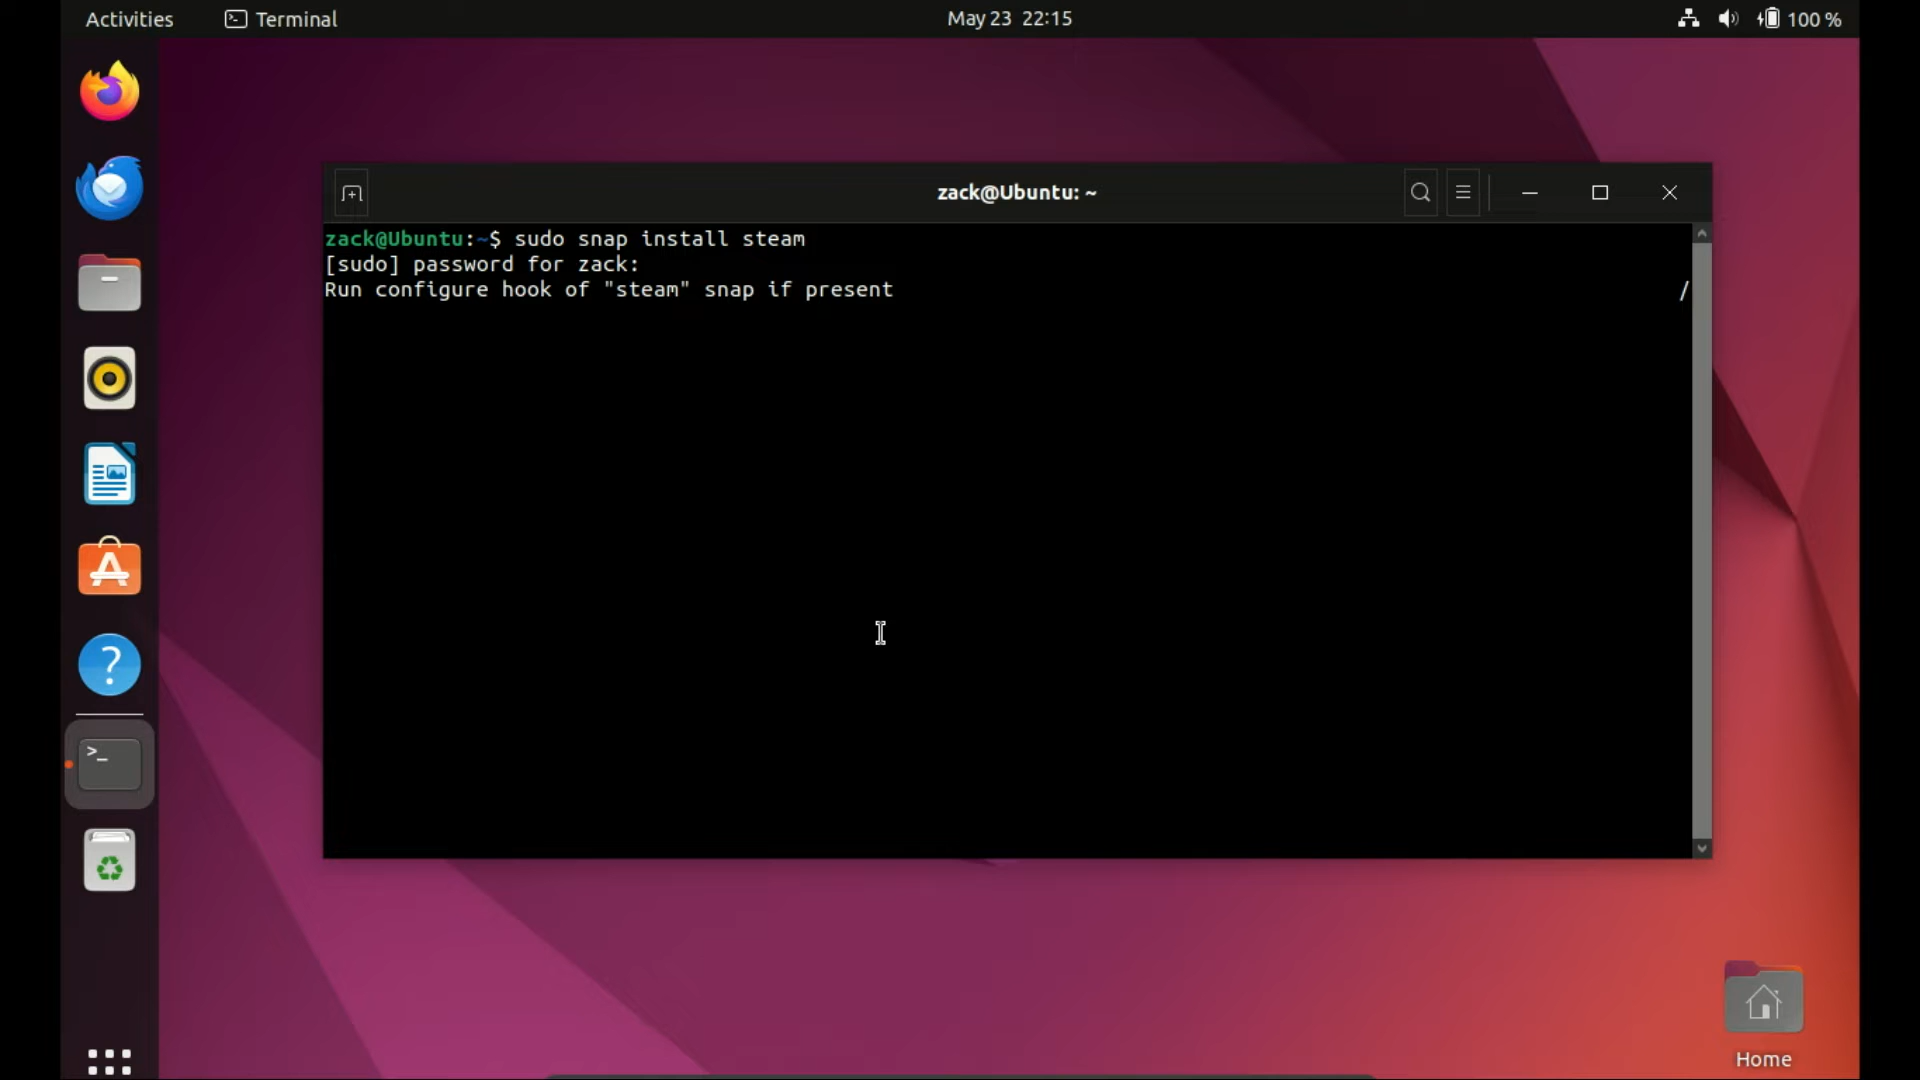 Activities
Terminal
May 23 22:15
100 %
zack@Ubuntu: ~
zack@Ubuntu:~$ sudo snap install steam
[sudo] password for zack:
Run configure hook of "steam" snap if present /
Home